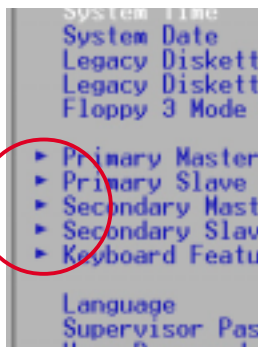 System Time
System Date
Legacy Diskett
Legacy Diskett
Floppy 3 Mode
Primary Master
Primary Slave
Secondary Mast
Secondary Slav
Keyboard Featu
Language
Supervisor Pas